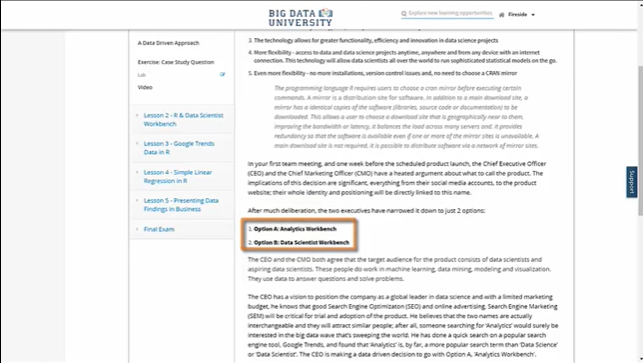 BIG DATA
UNIVERSITY
Explore new learning opportunities
Fireside
A Data Driven Approach
Exercise: Case Study Question
Lab
Video
Lesson 2 - R & Data Scientist
Workbench
Lesson 3 - Google Trends
Data in R
Lesson 4 - Simple Linear
Regression in R
Lesson 5 - Presenting Data
Findings in Business
Final Exam
3. The technology allows for greater functionality, efficiency and innovation in data science projects
4. More flexibility - access to data and data science projects anytime, anywhere and from any device with an internet
connection. This technology will allow data scientists all over the world to run sophisticated statistical models on the go.
5. Even more flexibility - no more installations, version control issues and, no need to choose a CRAN mirror
The programming language R requires users to choose a cran mirror before executing certain
commands. A mirror is a distribution site for software. In addition to a main download site, a
mirror has identical copies of the software (libraries, source code or documentation) to be
downloaded. This allows a user to choose a download site that is geographically near to them,
improving the bandwidth or latency, it balances the load across many servers and. it provides
redundancy so that the software is available even if one or more of the mirror sites is unavailable. A
main download site is not required, it is possible to distribute software via a network of mirror sites.
In your first team meeting, and one week before the scheduled product launch, the Chief Executive Officer
(CEO) and the Chief Marketing Officer (CMO) have a heated argument about what to call the product. The
implications of this decision are significant, everything from their social media accounts, to the product
website; their whole identity and positioning will be directly linked to this name.
After much deliberation, the two executives have narrowed it down to just 2 options:
1. Option A: Analytics Workbench
2. Option B: Data Scientist Workbench
The CEO and the CMO both agree that the target audience for the product consists of data scientists and
aspiring data scientists. These people do work in machine learning, data mining, modeling and visualization.
They use data to answer questions and solve problems.
The CEO has a vision to position the company as a global leader in data science and with a limited marketing
budget, he knows that good Search Engine Optimizaton (SEO) and online advertising, Search Engine Marketing
(SEM) will be critical for trial and adoption of the product. He believes that the two names are actually
interchangeable and they will attract similar people; after all, someone searching for 'Analytics' would surely be
interested in the big data wave that's sweeping the world. He has done a quick search on a popular search
engine tool, Google Trends, and found that 'Analytics' is, by far, a more popular search term than 'Data Science'
or 'Data Scientist'. The CEO is making a data driven decision to go with Option A, 'Analytics Workbench'.
Support